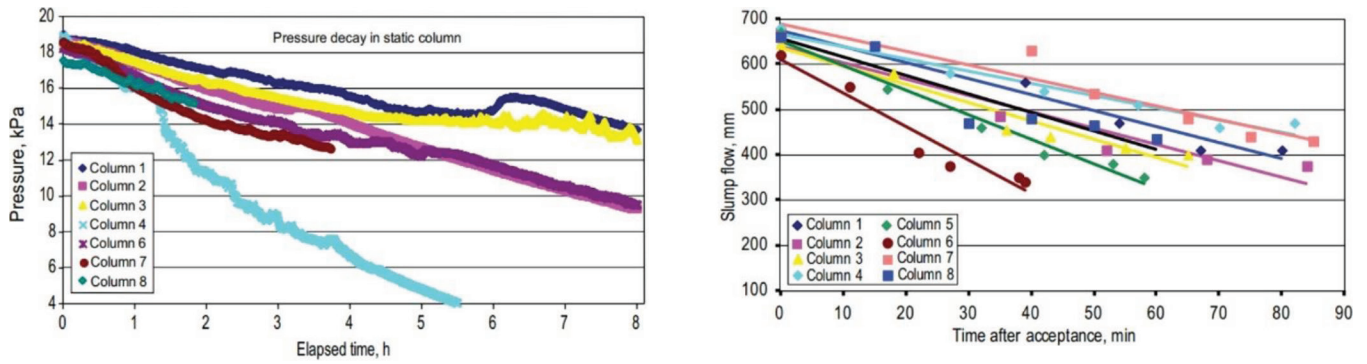 Pressure decay in static column
Pressure, kPa
20
18
16
14
12
10
8
6
4
Column 1
Column 2
Column 3
Column 4
Column 6
Column 7
Column 8
0 1 2 3 4 5 6 7 8
Elapsed time, h
Slump flow, mm
700
600
500
400
300
200
100
Column 1 Column 5
Column 2 Column 6
Column 3 Column 7
Column 4 Column 8
0 10 20 30 40 50 60 70 80 90
Time after acceptance, min